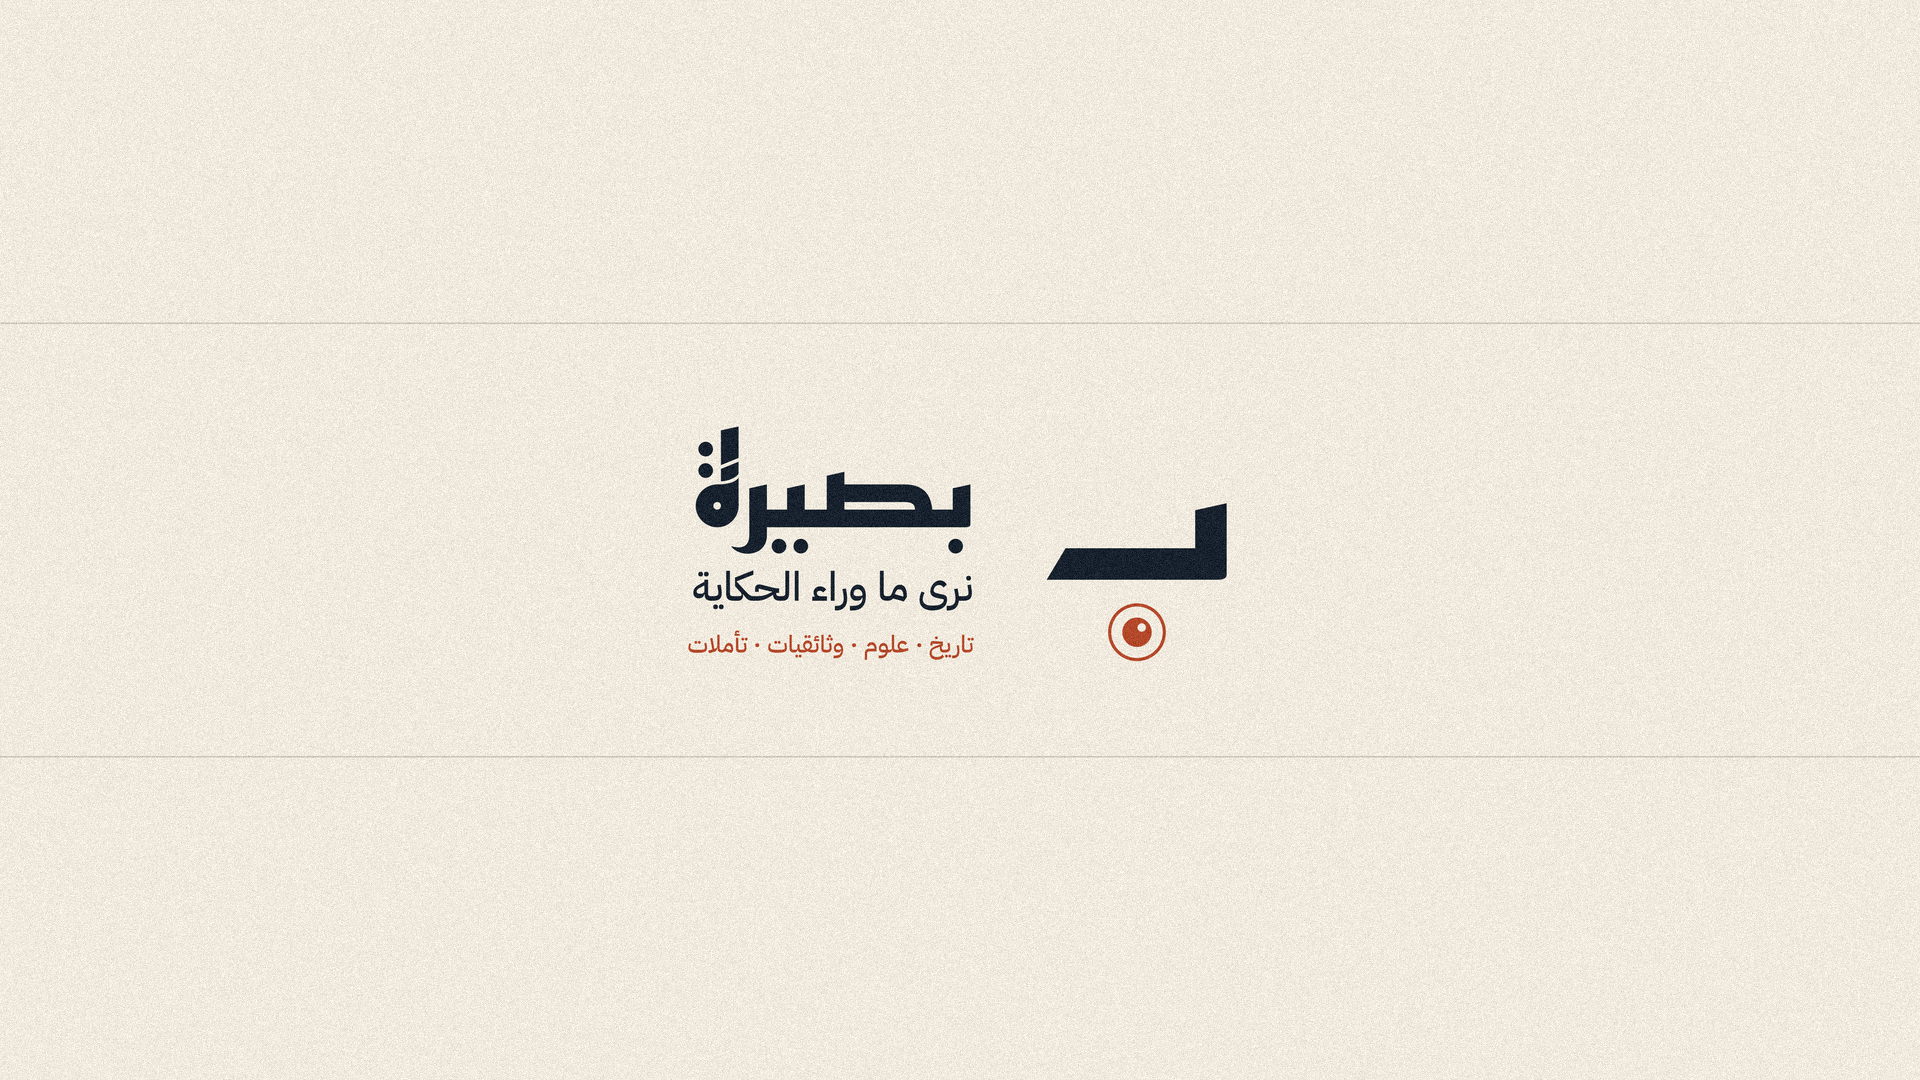 بصيرة
نرى ما وراء الحكاية
تاريخ · علوم · وثائقيات · تأملات